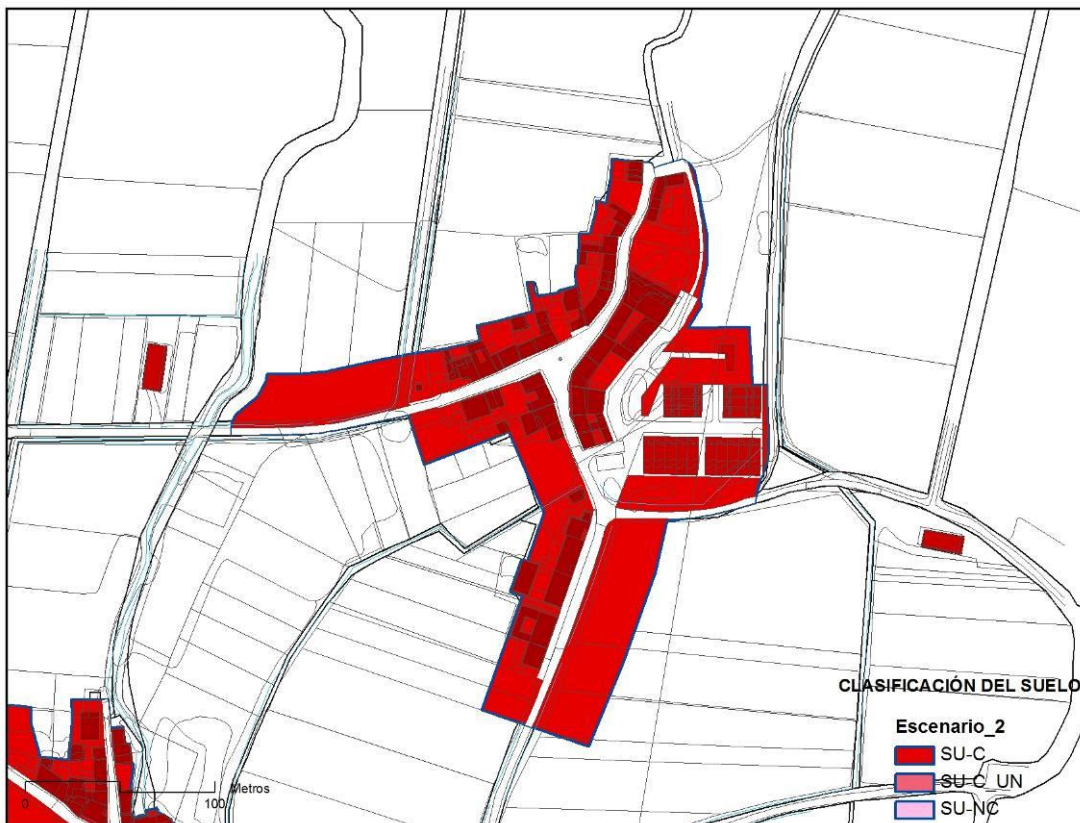 CLASIFICACIÓN DEL SUELO
Escenario_2
SU-C
SU-C_UN
SU-NC
0 100 Metros